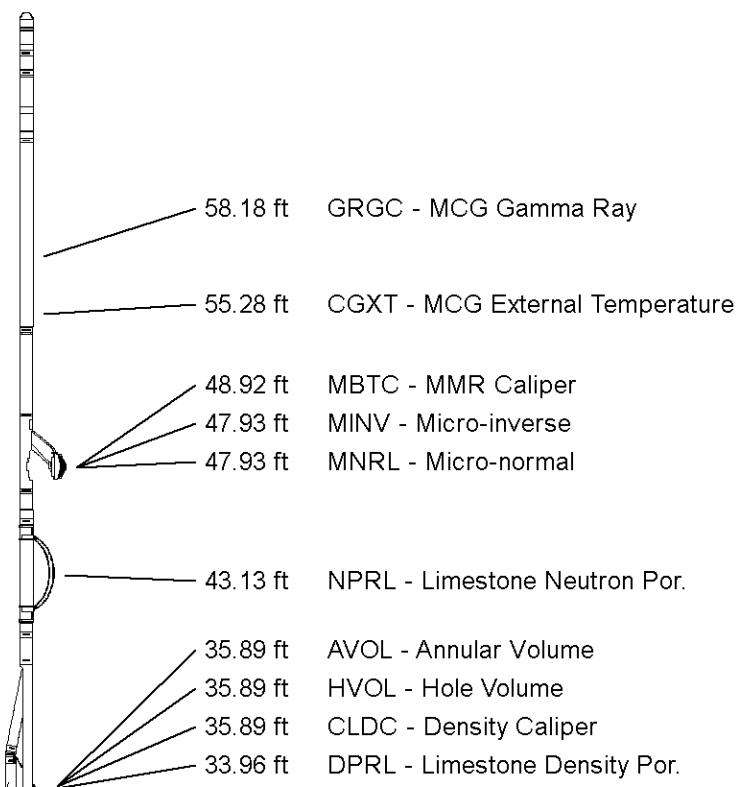 58.18 ft GRGC - MCG Gamma Ray
55.28 ft CGXT - MCG External Temperature
48.92 ft MBTC - MMR Caliper
47.93 ft MINV - Micro-inverse
47.93 ft MNRL - Micro-normal
43.13 ft NPRL - Limestone Neutron Por.
35.89 ft AVOL - Annular Volume
35.89 ft HVOL - Hole Volume
35.89 ft CLDC - Density Caliper
33.96 ft DPRL - Limestone Density Por.